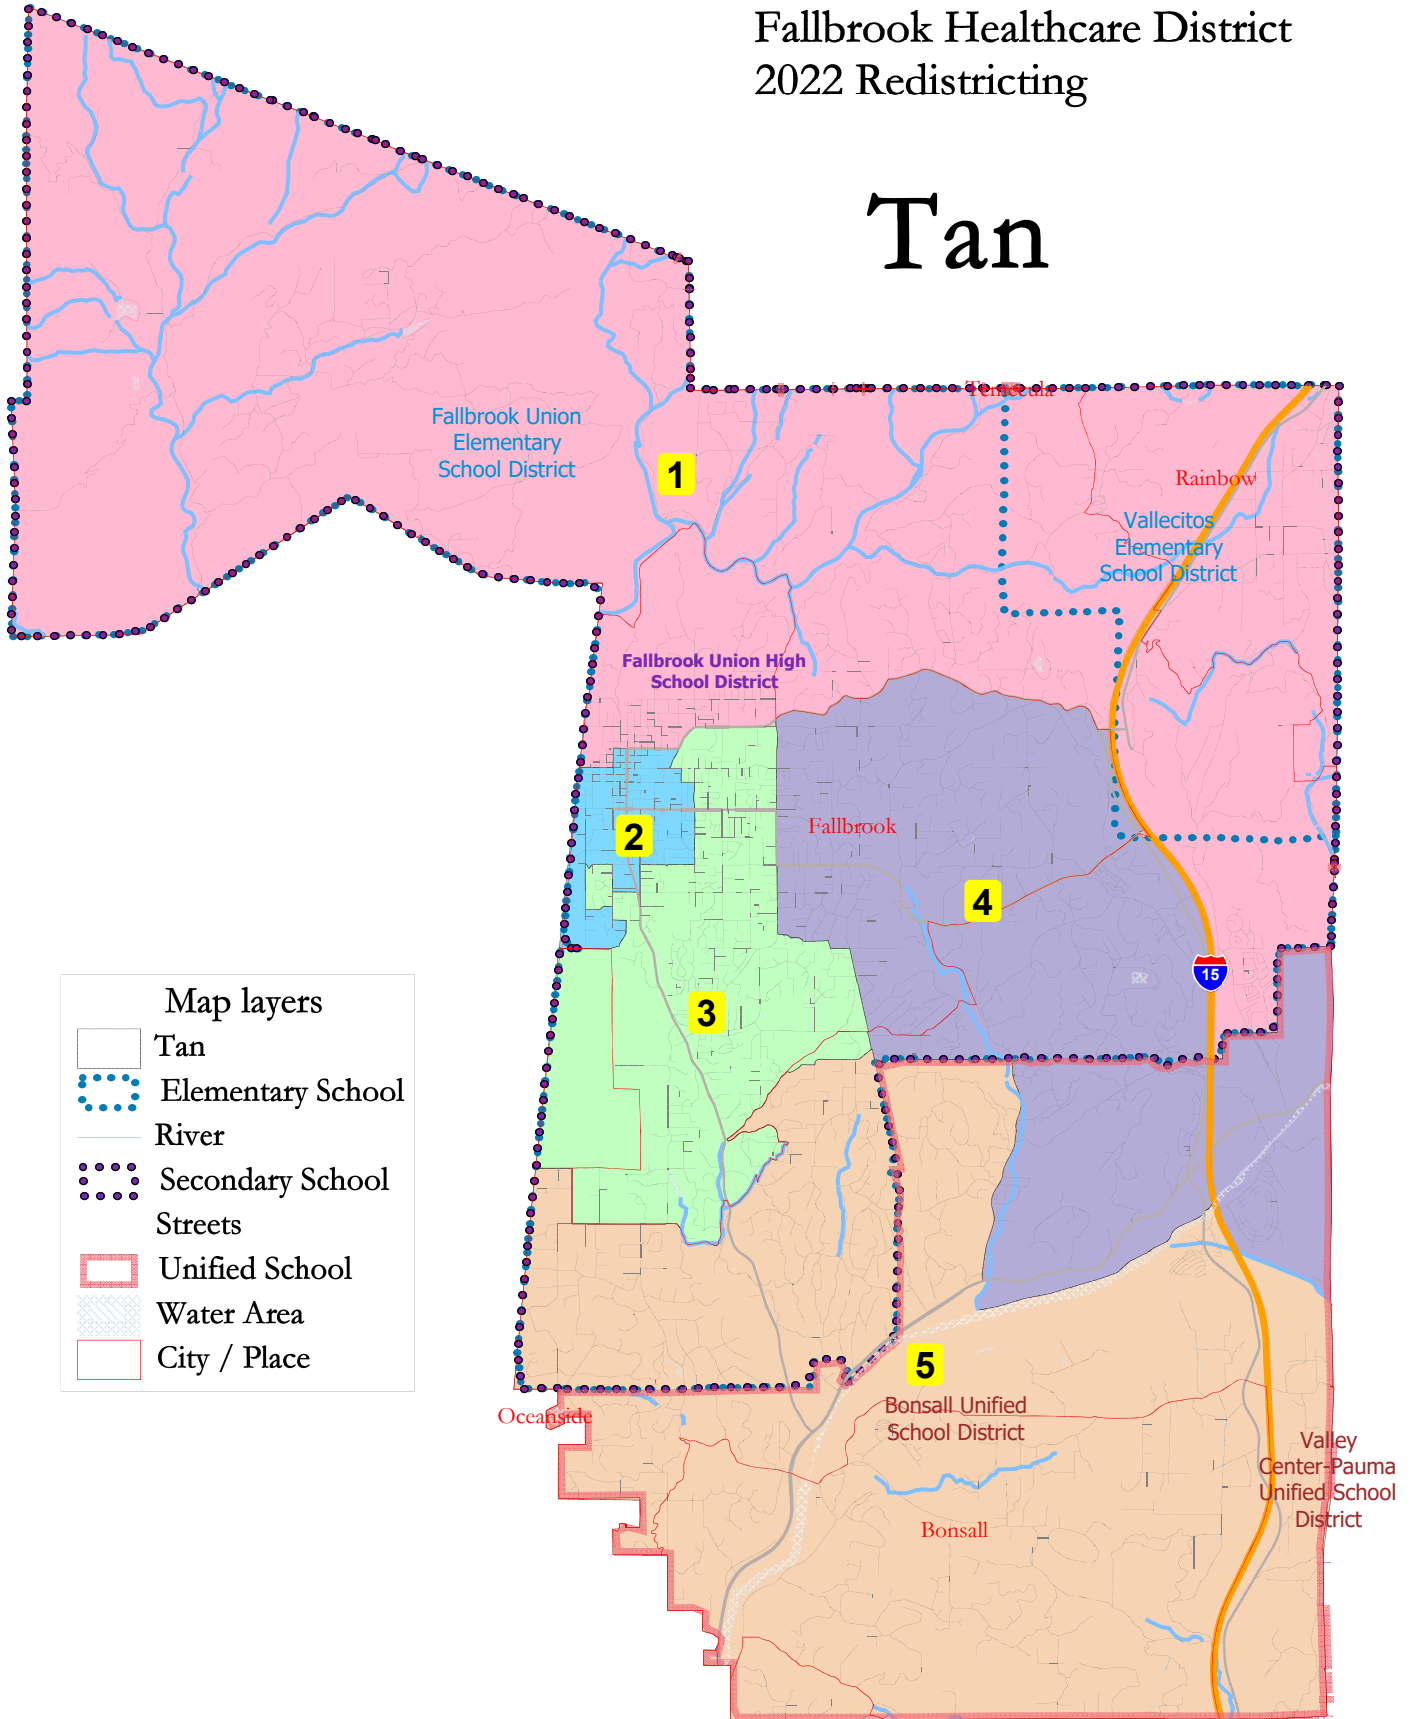 Fallbrook Healthcare District
2022 Redistricting
Tan
Temecula
Fallbrook Union
Elementary
School District
1
Rainbow
Vallecitos
Elementary
School District
Fallbrook Union High
School District
2
Fallbrook
4
15
3
Map layers
Tan
Elementary School
River
Secondary School
Streets
Unified School
Water Area
City / Place
5
Bonsall Unified
School District
Oceanside
Valley
Center-Pauma
Unified School
District
Bonsall